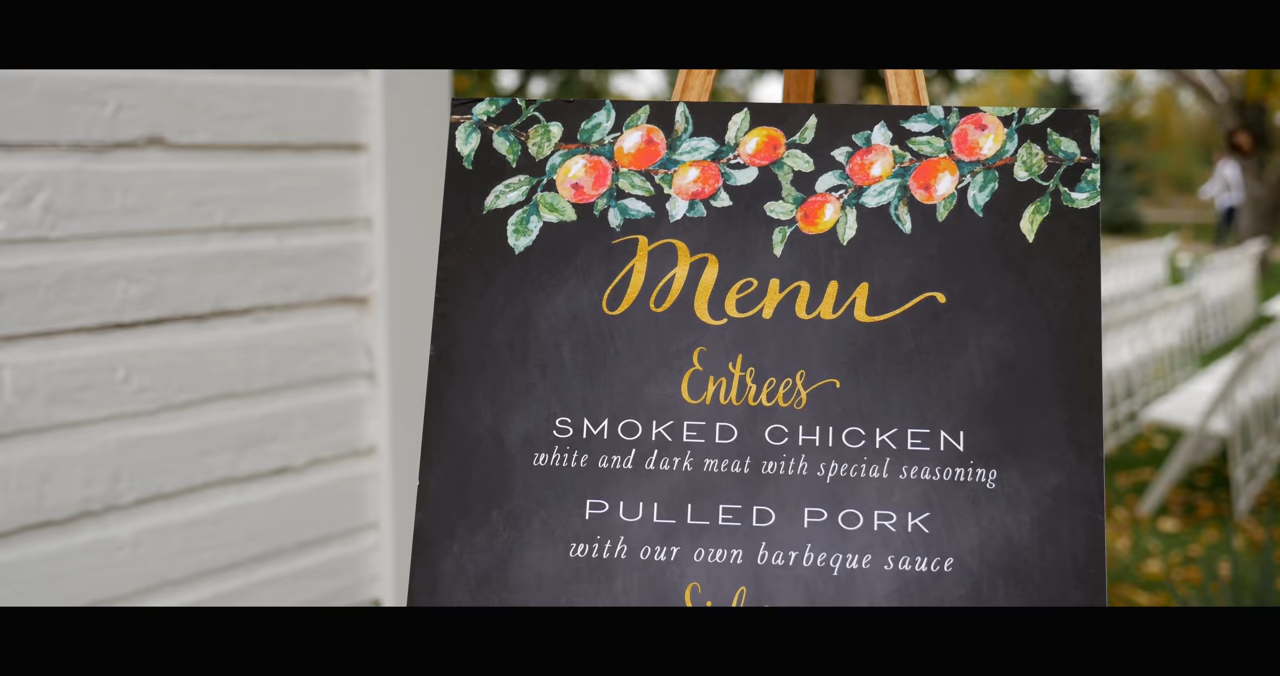 Menu
Entrees
SMOKED CHICKEN
white and dark meat with special seasoning
PULLED PORK
with our own barbeque sauce